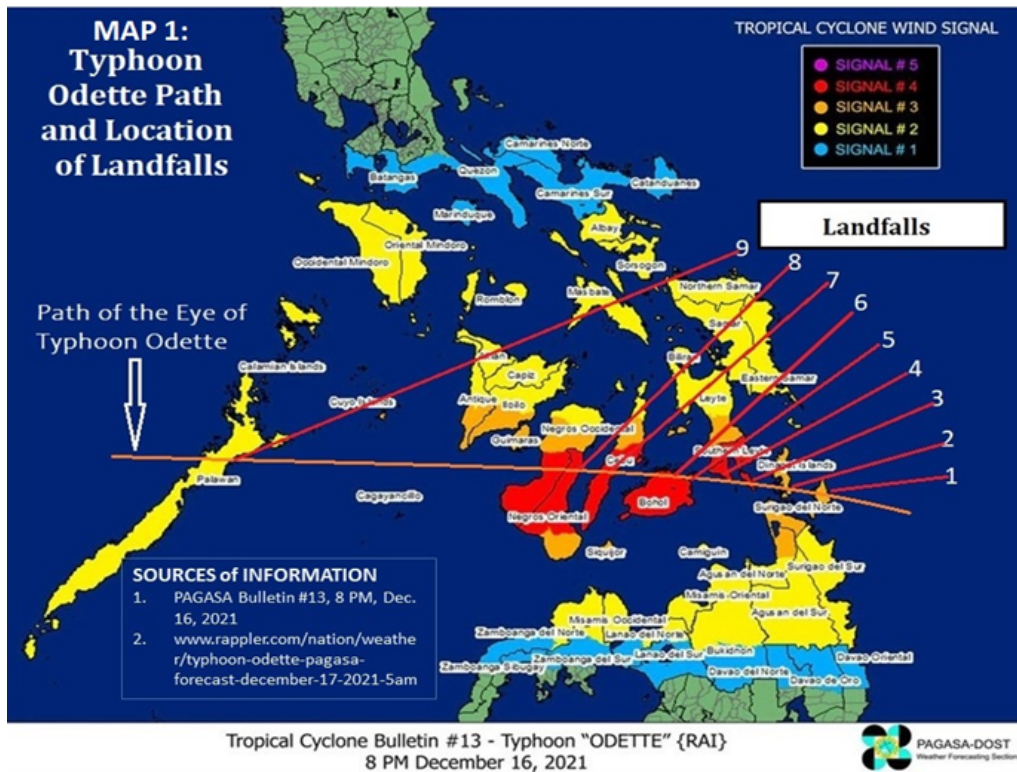 MAP 1:
Typhoon
Odette Path
and Location
of Landfalls
TROPICAL CYCLONE WIND SIGNAL
SIGNAL # 5
SIGNAL # 4
SIGNAL # 3
SIGNAL # 2
SIGNAL # 1
Landfalls
9
8
7
6
5
4
3
2
1
Path of the Eye of
Typhoon Odette
Camarines Norte
Batangas
Quezon
Camarines Sur
Catanduanes
Marinduque
Albay
Oriental Mindoro
Occidental Mindoro
Sorsogon
Northern Samar
Romblon
Masbate
Samar
Biliran
Calamian Islands
Aklan
Capiz
Eastern Samar
Leyte
Cuyo Islands
Antique
Iloilo
Guimaras
Negros Occidental
Cebu
Southern Leyte
Dinagat Islands
Palawan
Cagayancillo
Bohol
Negros Oriental
Surigao del Norte
Siquijor
Camiguin
Surigao del Sur
Agusan del Norte
Misamis Oriental
Agusan del Sur
Misamis Occidental
Zamboanga del Norte
Lanao del Norte
Lanao del Sur
Bukidnon
Zamboanga del Sur
Zamboanga Sibugay
Davao del Norte
Davao Oriental
Davao de Oro
SOURCES of INFORMATION
1. PAGASA Bulletin #13, 8 PM, Dec.
16, 2021
2. www.rappler.com/nation/weathe
r/typhoon-odette-pagasa-
forecast-december-17-2021-5am
Tropical Cyclone Bulletin #13 - Typhoon "ODETTE" {RAI}
8 PM December 16, 2021
PAGASA-DOST
Weather Forecasting Section